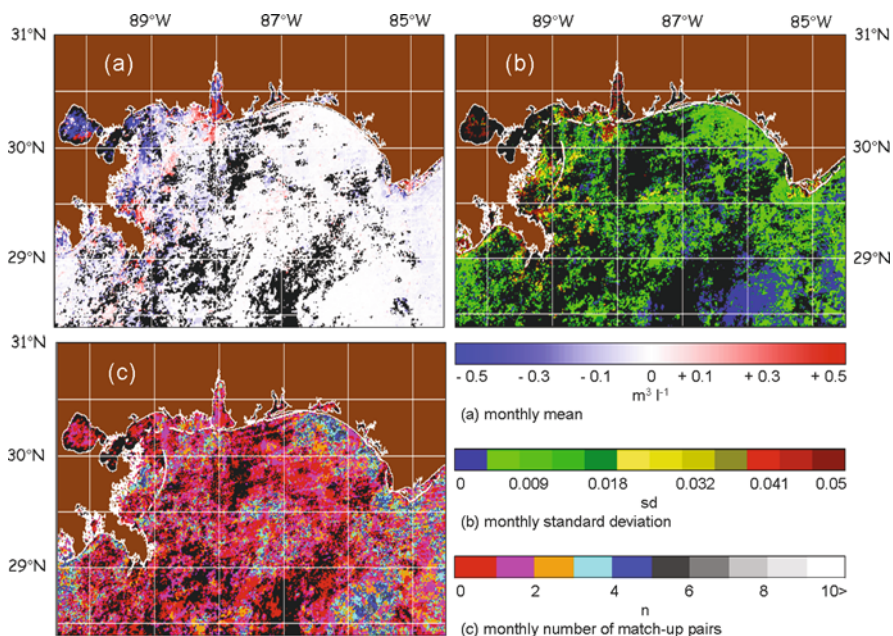 89°W 87°W 85°W 89°W 87°W 85°W
31°N
(a) (b)
30°N 30°N
29°N 29°N
31°N
(c)
- 0.5 - 0.3 - 0.1 0 + 0.1 + 0.3 + 0.5
m³ l⁻¹
(a) monthly mean
30°N
0 0.009 0.018 0.032 0.041 0.05
sd
(b) monthly standard deviation
29°N
0 2 4 6 8 10>
n
(c) monthly number of match-up pairs